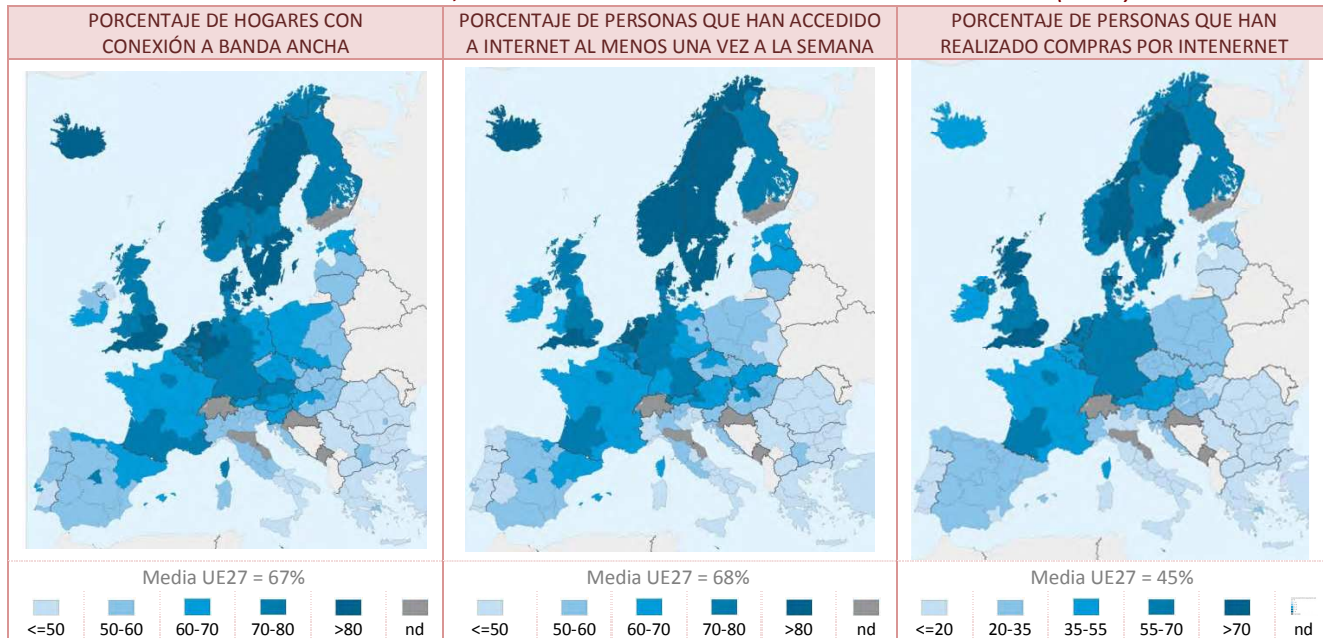 PORCENTAJE DE HOGARES CON
CONEXIÓN A BANDA ANCHA
PORCENTAJE DE PERSONAS QUE HAN ACCEDIDO
A INTERNET AL MENOS UNA VEZ A LA SEMANA
PORCENTAJE DE PERSONAS QUE HAN
REALIZADO COMPRAS POR INTENERNET
Media UE27 = 67%
Media UE27 = 68%
Media UE27 = 45%
<=50 50-60 60-70 70-80 >80 nd
<=50 50-60 60-70 70-80 >80 nd
<=20 20-35 35-55 55-70 >70 nd